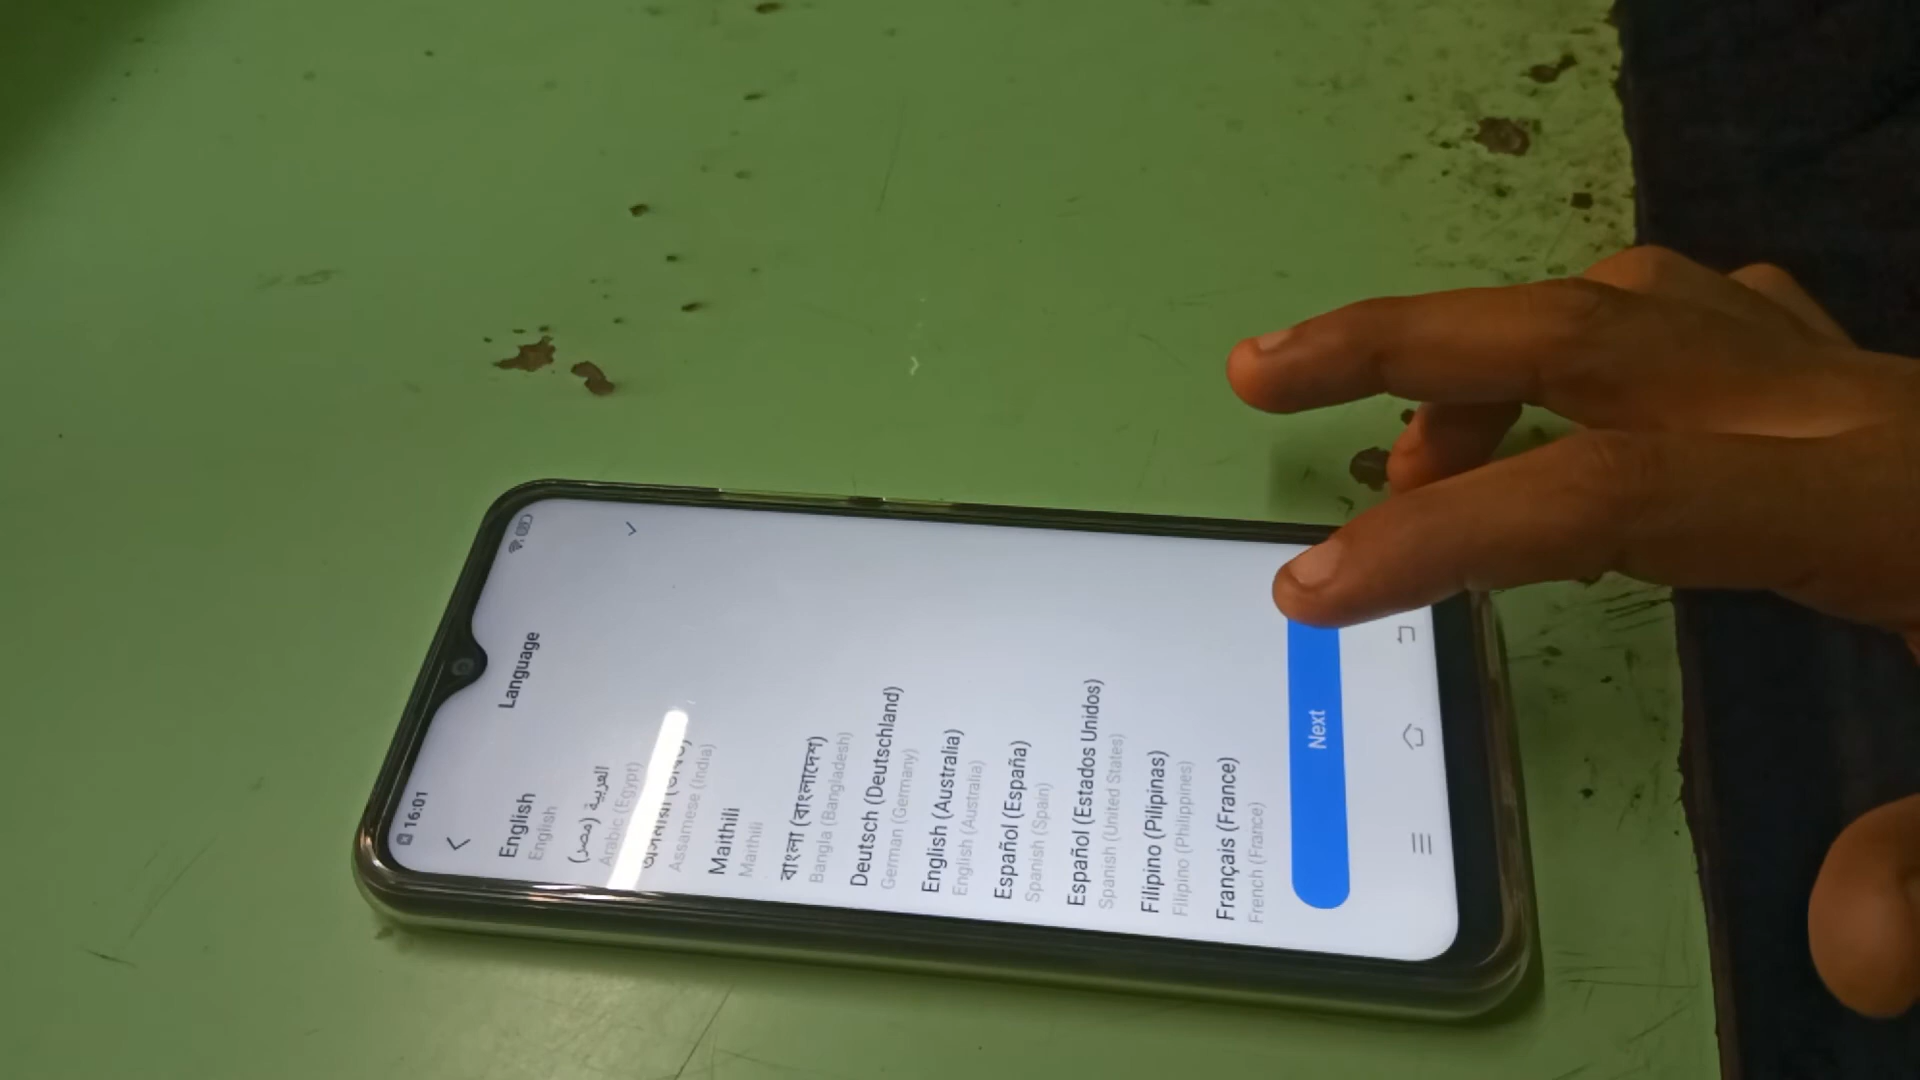 16:01
Language
English
English
العربية (مصر)
Arabic (Egypt)
Assamese (India)
Maithili
Maithili
বাংলা (বাংলাদেশ)
Bangla (Bangladesh)
Deutsch (Deutschland)
German (Germany)
English (Australia)
English (Australia)
Español (España)
Spanish (Spain)
Español (Estados Unidos)
Spanish (United States)
Filipino (Pilipinas)
Filipino (Philippines)
Français (France)
French (France)
Next